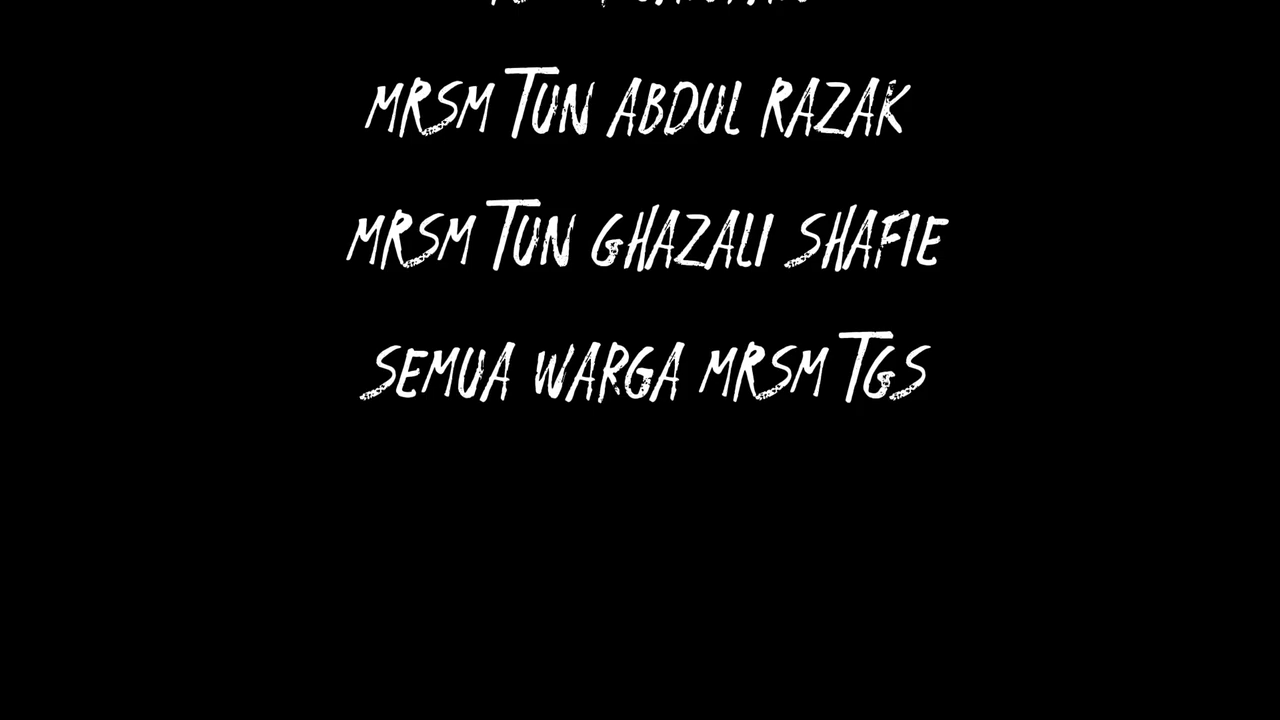 MRSM TUN ABDUL RAZAK
MRSM TUN GHAZALI SHAFIE
SEMUA WARGA MRSM TGS